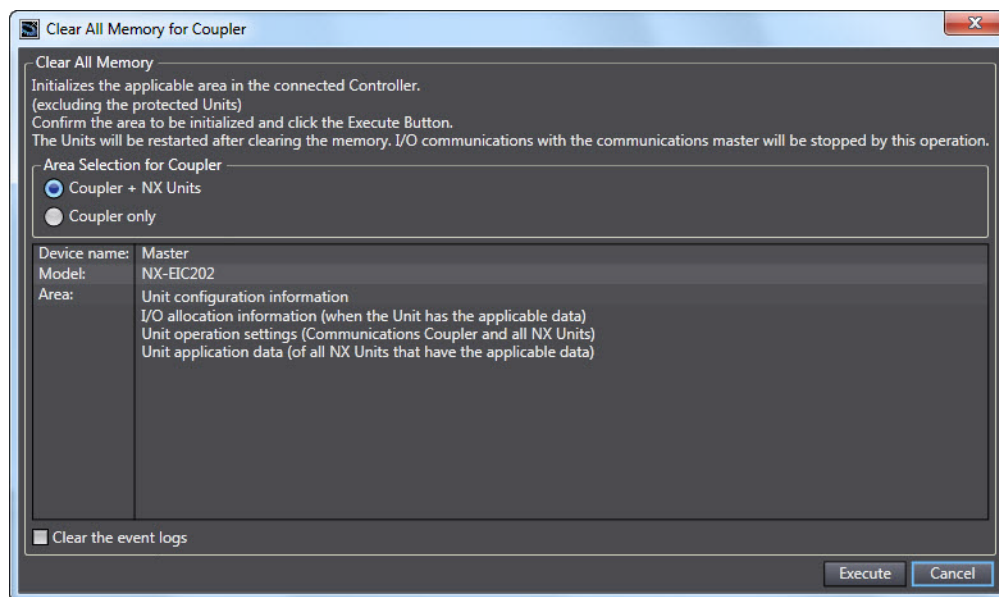 Clear All Memory for Coupler
Clear All Memory
Initializes the applicable area in the connected Controller.
(excluding the protected Units)
Confirm the area to be initialized and click the Execute Button.
The Units will be restarted after clearing the memory. I/O communications with the communications master will be stopped by this operation.
Area Selection for Coupler
Coupler + NX Units
Coupler only
Device name: Master
Model: NX-EIC202
Area: Unit configuration information
I/O allocation information (when the Unit has the applicable data)
Unit operation settings (Communications Coupler and all NX Units)
Unit application data (of all NX Units that have the applicable data)
Clear the event logs
Execute Cancel